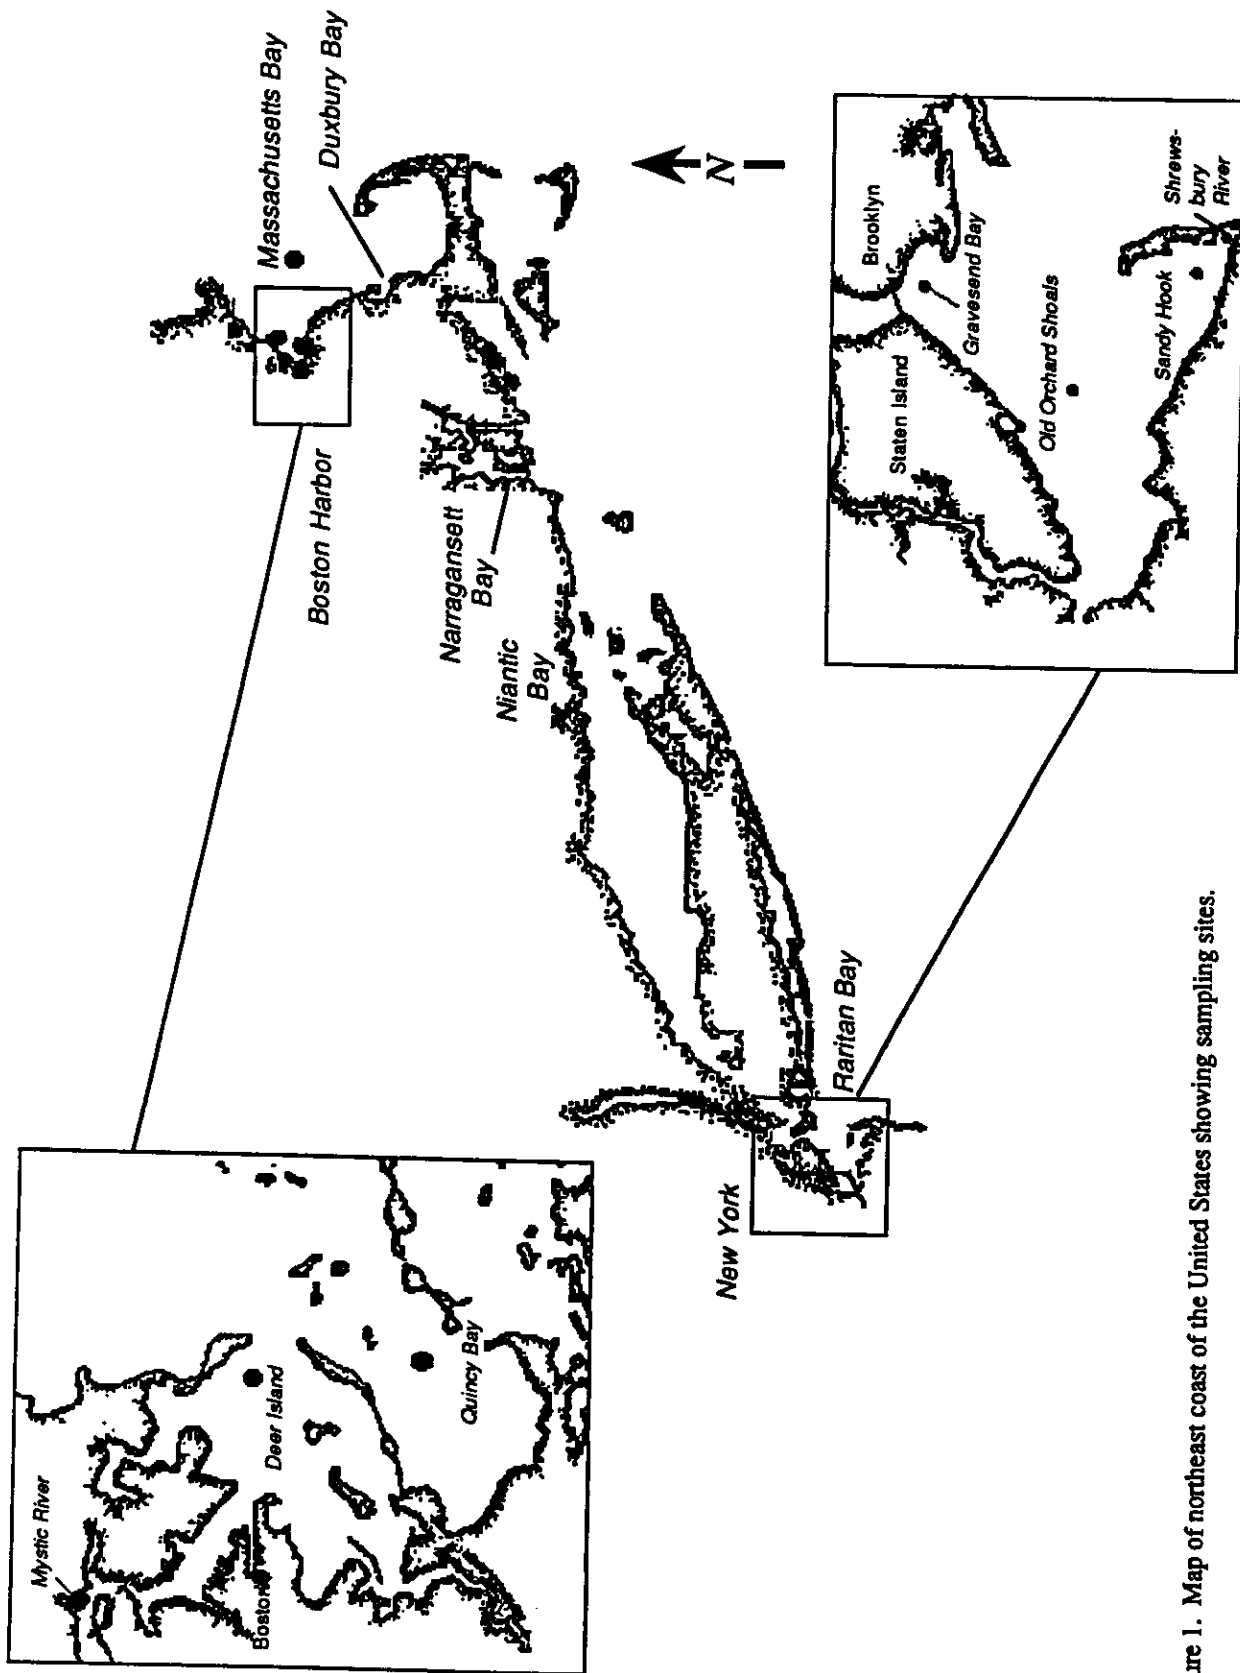 Mystic River
Boston
Deer Island
Quincy Bay
Massachusetts Bay
Duxbury Bay
Boston Harbor
Narragansett
Bay
Niantic
Bay
N
New York
Raritan Bay
Brooklyn
Staten Island
Gravesend Bay
Old Orchard Shoals
Sandy Hook
Shrews-
bury
River
ure 1. Map of northeast coast of the United States showing sampling sites.